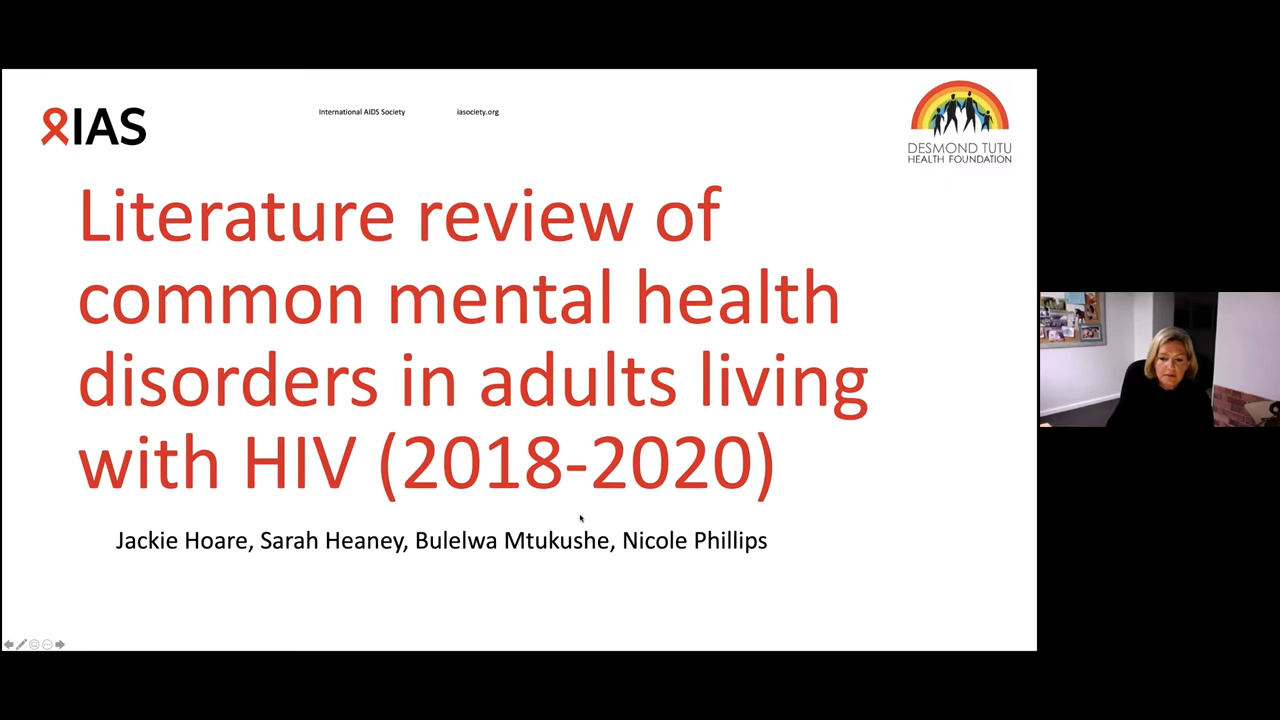 IAS
International AIDS Society
iasociety.org
DESMOND TUTU
HEALTH FOUNDATION
Literature review of
common mental health
disorders in adults living
with HIV (2018-2020)
Jackie Hoare, Sarah Heaney, Bulelwa Mtukushe, Nicole Phillips